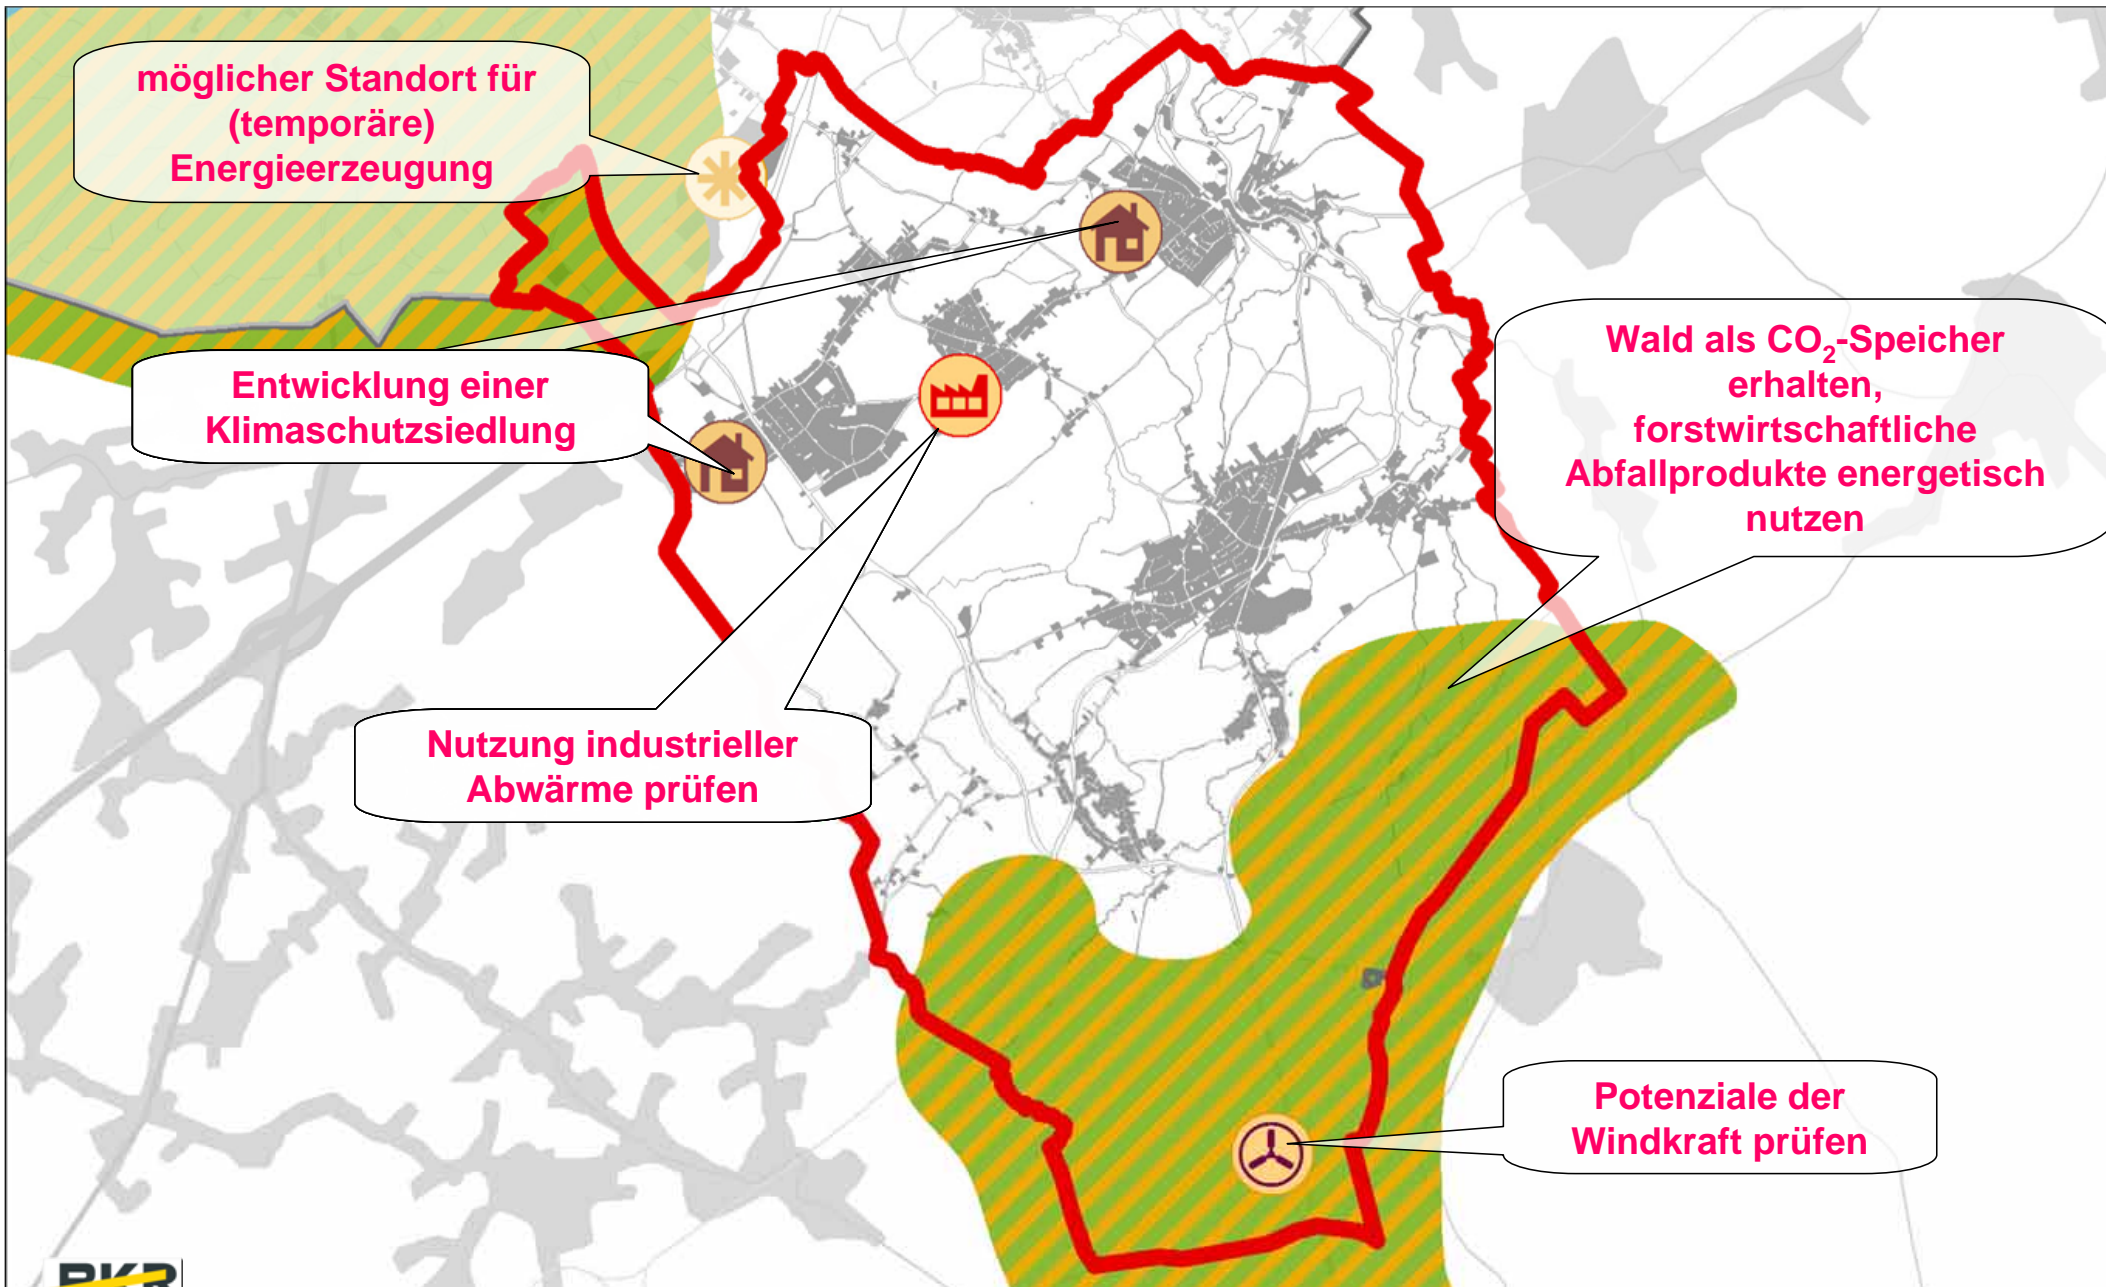 möglicher Standort für
(temporäre)
Energieerzeugung
Entwicklung einer
Klimaschutzsiedlung
Wald als CO₂-Speicher
erhalten,
forstwirtschaftliche
Abfallprodukte energetisch
nutzen
Nutzung industrieller
Abwärme prüfen
Potenziale der
Windkraft prüfen
BKR